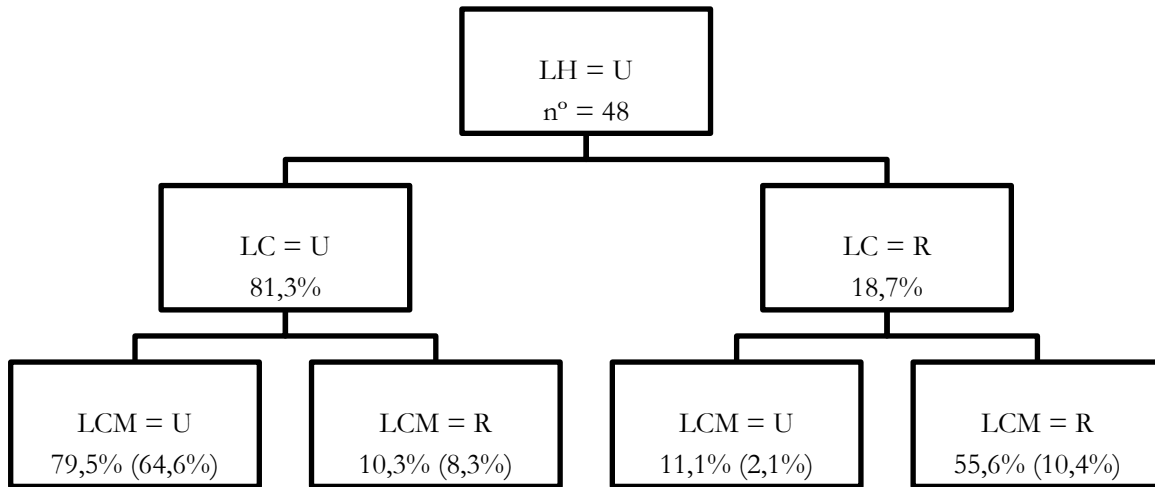 LH = U
nº = 48
LC = U
81,3%
LC = R
18,7%
LCM = U
79,5% (64,6%)
LCM = R
10,3% (8,3%)
LCM = U
11,1% (2,1%)
LCM = R
55,6% (10,4%)